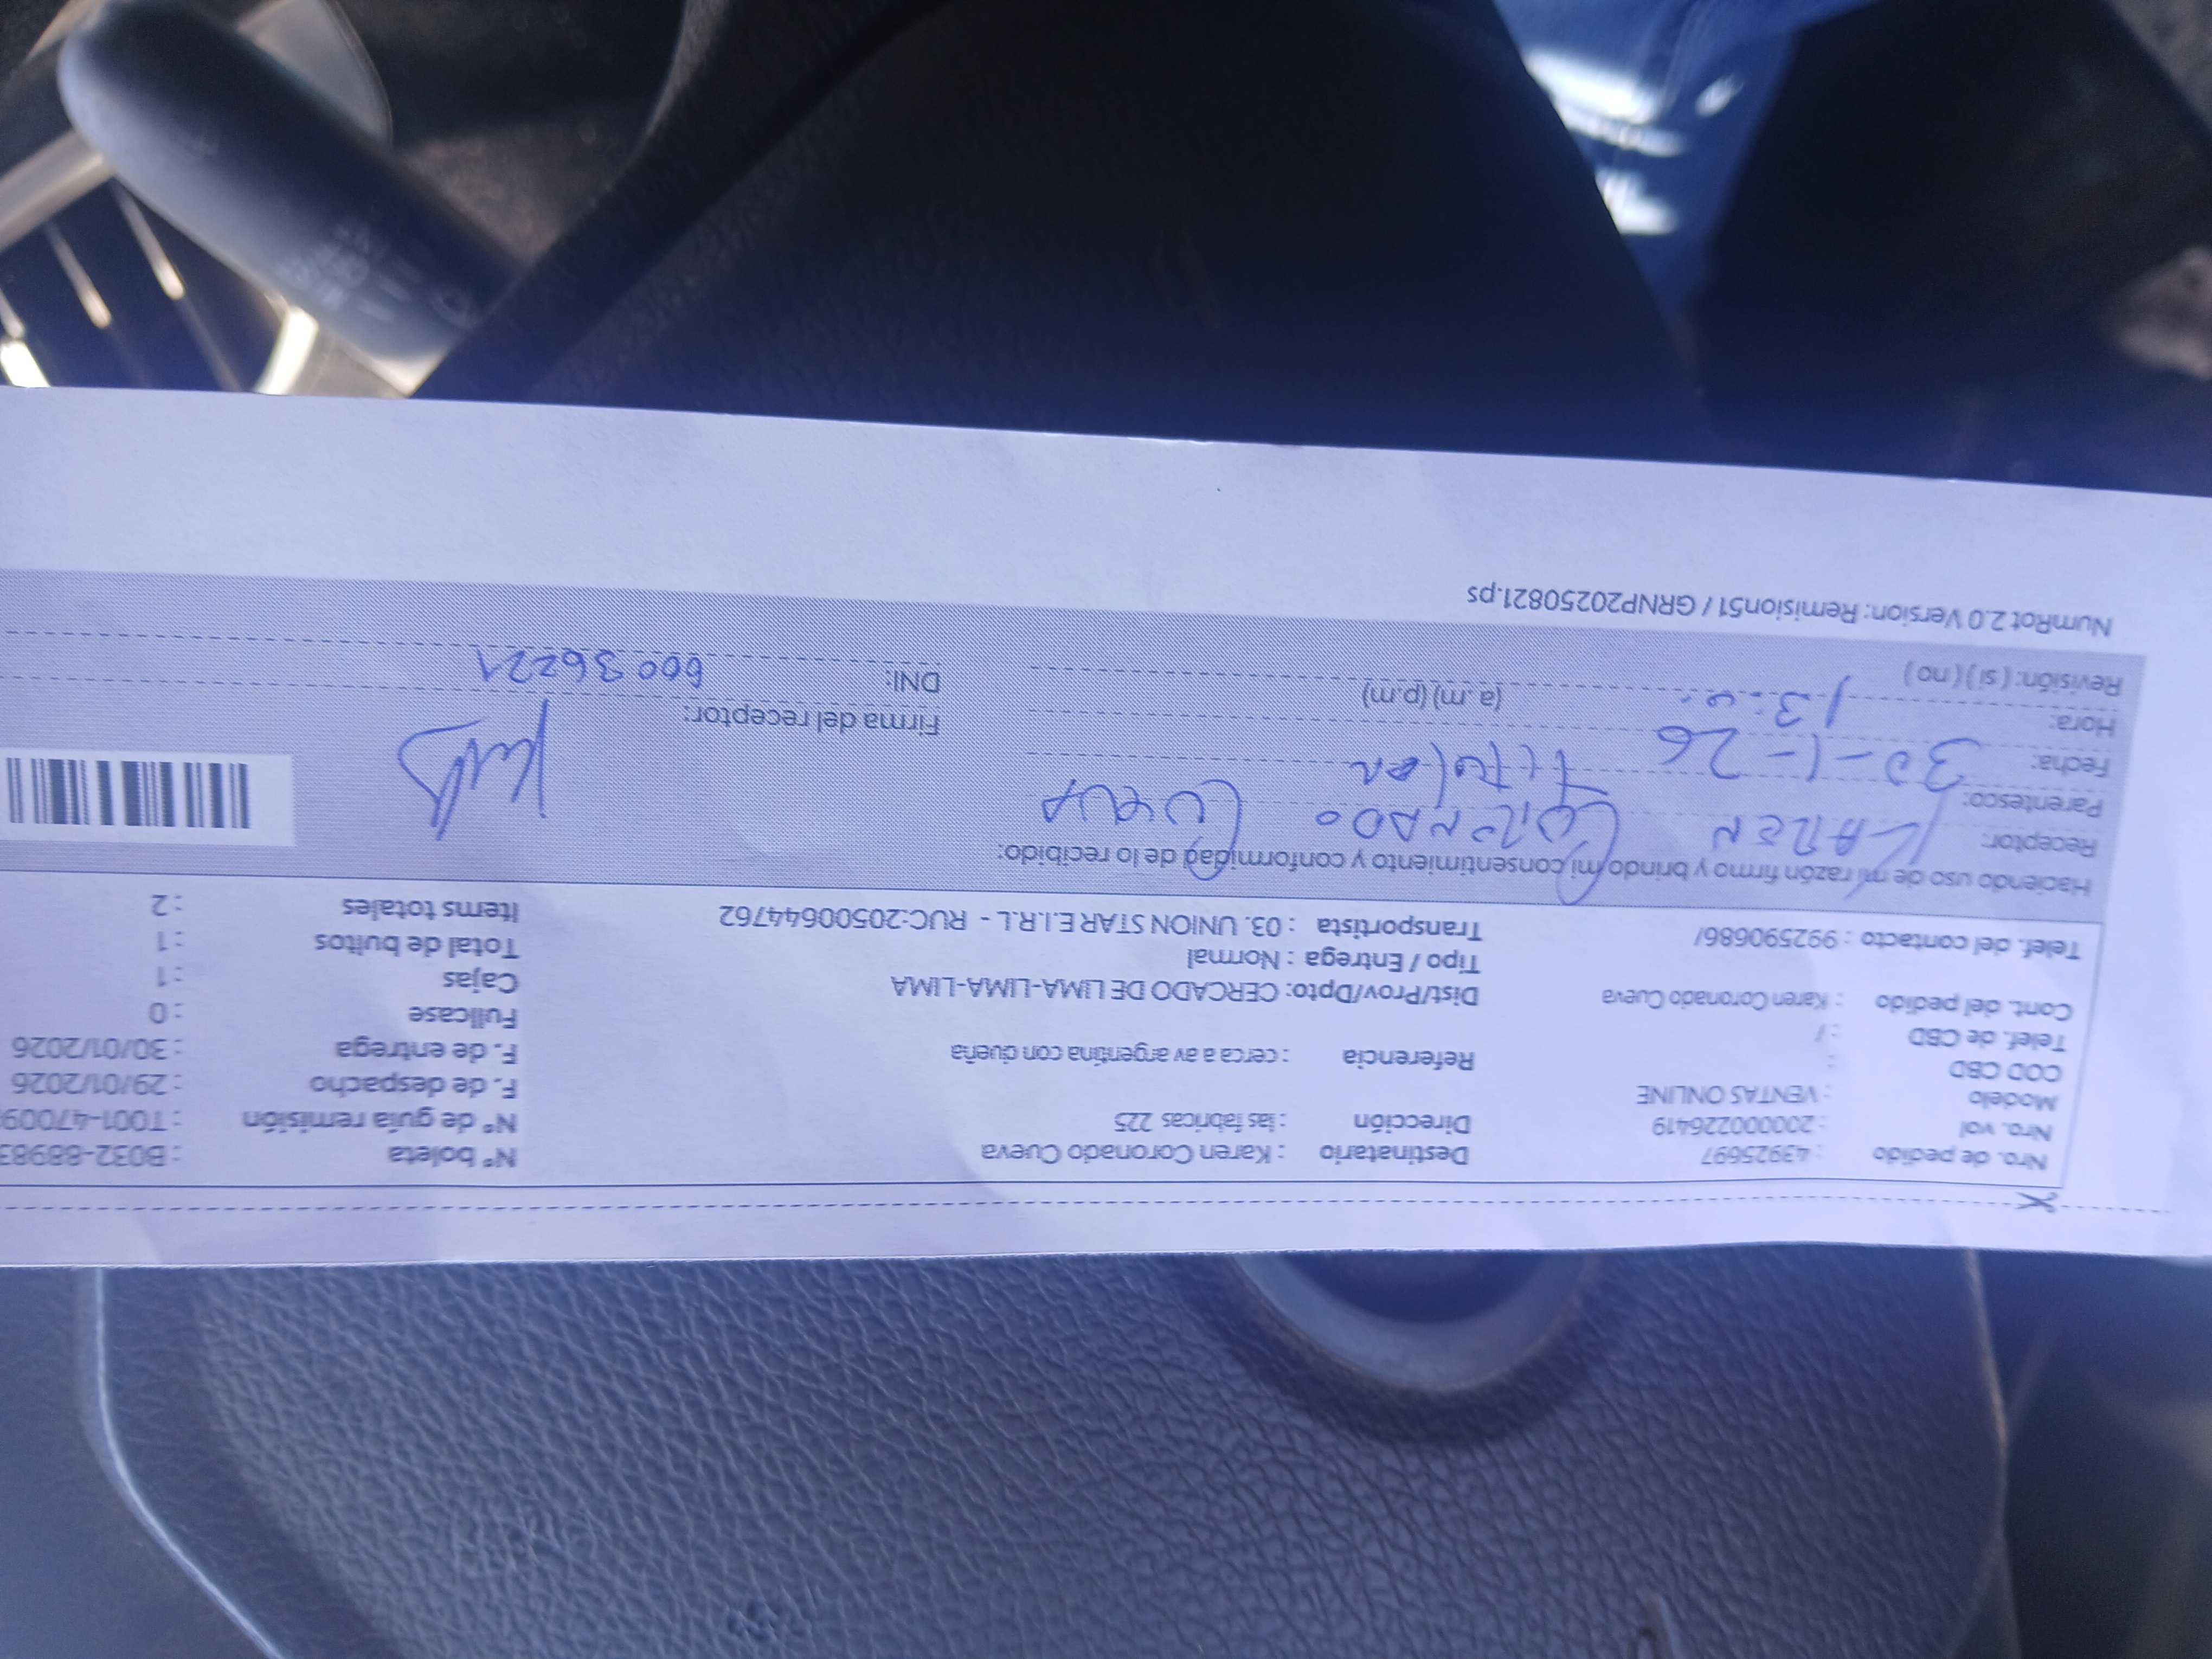 Nro. de pedido : 43925697 Destinatario : Karen Coronado Cueva Nº boleta : B032-88983
Nro. vol : 200000226419 Dirección : las fabricas 225 Nº de guía remisión : T001-47009
Modelo : VENTAS ONLINE F. de despacho : 29/01/2026
COD CBD : Referencia : cerca a av argentina con dueña F. de entrega : 30/01/2026
Telef. de CBD : / Fullcase : 0
Cont. del pedido : Karen Coronado Cueva Dist/Prov/Dpto: CERCADO DE LIMA-LIMA-LIMA Cajas : 1
Tipo / Entrega : Normal Total de bultos : 1
Telef. del contacto : 992590686/ Transportista : 03. UNION STAR E.I.R.L - RUC:20500644762 Items totales : 2
Haciendo uso de mi razón firmo y brindo mi consentimiento y conformidad de lo recibido:
Receptor: KAREN CORONADO CUEVA
Parentesco: Titular
Fecha: 30-1-26 Firma del receptor:
Hora: (a. m) (p.m) DNI: 60036221
Revisión: ( si ) ( no )
NumRot 2.0 Version: Remision51 / GRNP20250821.ps